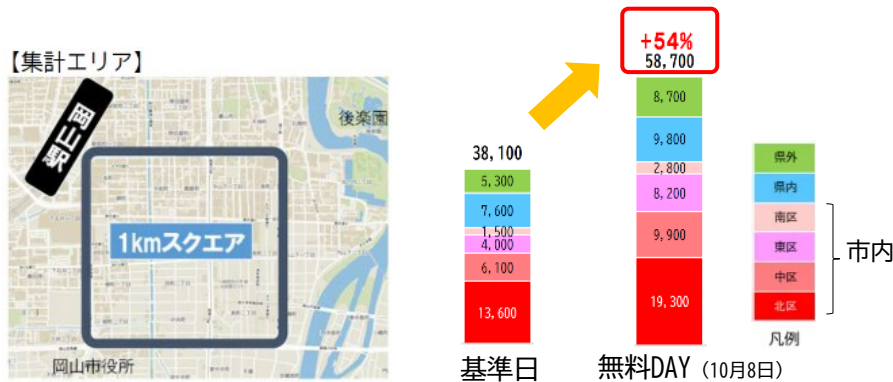 【集計エリア】
岡山駅
後楽園
1kmスクエア
岡山市役所
+54%
58,700
8,700
9,800
2,800
8,200
9,900
19,300
38,100
5,300
7,600
1,500
4,000
6,100
13,600
基準日
無料DAY（10月8日）
県外
県内
南区
東区
中区
北区
市内
凡例